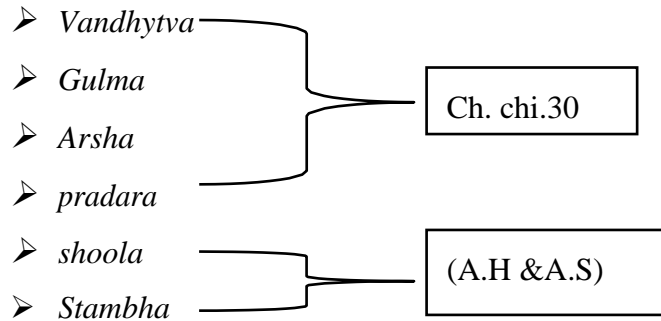 ➢ Vandhytva
➢ Gulma
➢ Arsha
➢ pradara
Ch. chi.30
➢ shoola
➢ Stambha
(A.H &A.S)